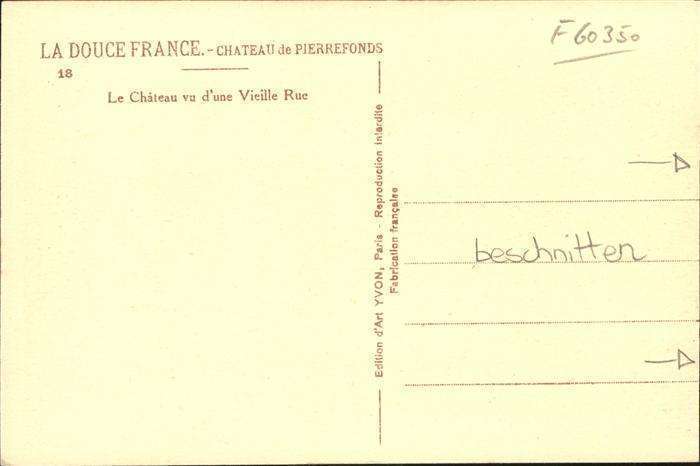 LA DOUCE FRANCE.-CHATEAU de PIERREFONDS
18
Le Château vu d'une Vieille Rue
Edition d'Art YVON, Paris - Reproduction interdite
Fabrication française
F60350
beschnitten